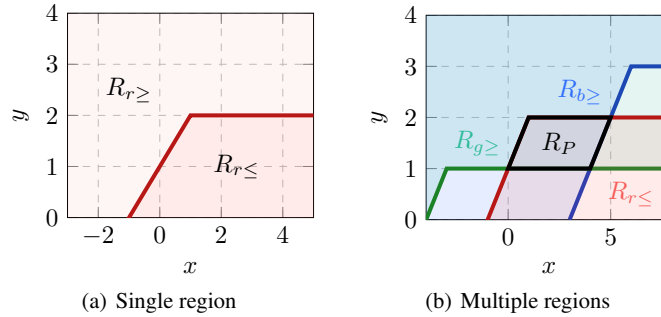 4
3
2
1
0
y
R_{r≥}
R_{r≤}
−2 0 2 4
x
(a) Single region
4
3
2
1
0
y
R_{b≥}
R_{g≥}
R_P
R_{r≤}
0 5
x
(b) Multiple regions